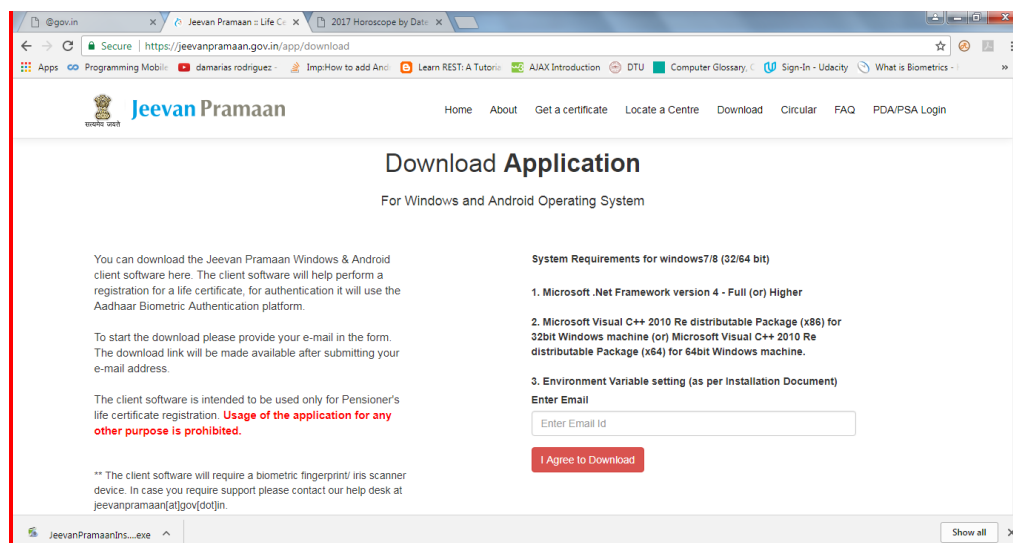 @gov.in
Jeevan Pramaan :: Life Ce
2017 Horoscope by Date
Secure | https://jeevanpramaan.gov.in/app/download
Apps Programming Mobile damarias rodriguez - Imp:How to add And Learn REST: A Tutoria AJAX Introduction DTU Computer Glossary, C Sign-In - Udacity What is Biometrics - »
सत्यमेव जयते
Jeevan Pramaan
Home About Get a certificate Locate a Centre Download Circular FAQ PDA/PSA Login
Download Application
For Windows and Android Operating System
You can download the Jeevan Pramaan Windows & Android
client software here. The client software will help perform a
registration for a life certificate, for authentication it will use the
Aadhaar Biometric Authentication platform.
To start the download please provide your e-mail in the form.
The download link will be made available after submitting your
e-mail address.
The client software is intended to be used only for Pensioner's
life certificate registration. Usage of the application for any
other purpose is prohibited.
** The client software will require a biometric fingerprint/ iris scanner
device. In case you require support please contact our help desk at
jeevanpramaan[at]gov[dot]in.
System Requirements for windows7/8 (32/64 bit)
1. Microsoft .Net Framework version 4 - Full (or) Higher
2. Microsoft Visual C++ 2010 Re distributable Package (x86) for
32bit Windows machine (or) Microsoft Visual C++ 2010 Re
distributable Package (x64) for 64bit Windows machine.
3. Environment Variable setting (as per Installation Document)
Enter Email
Enter Email Id
I Agree to Download
JeevanPramaanIns....exe
Show all